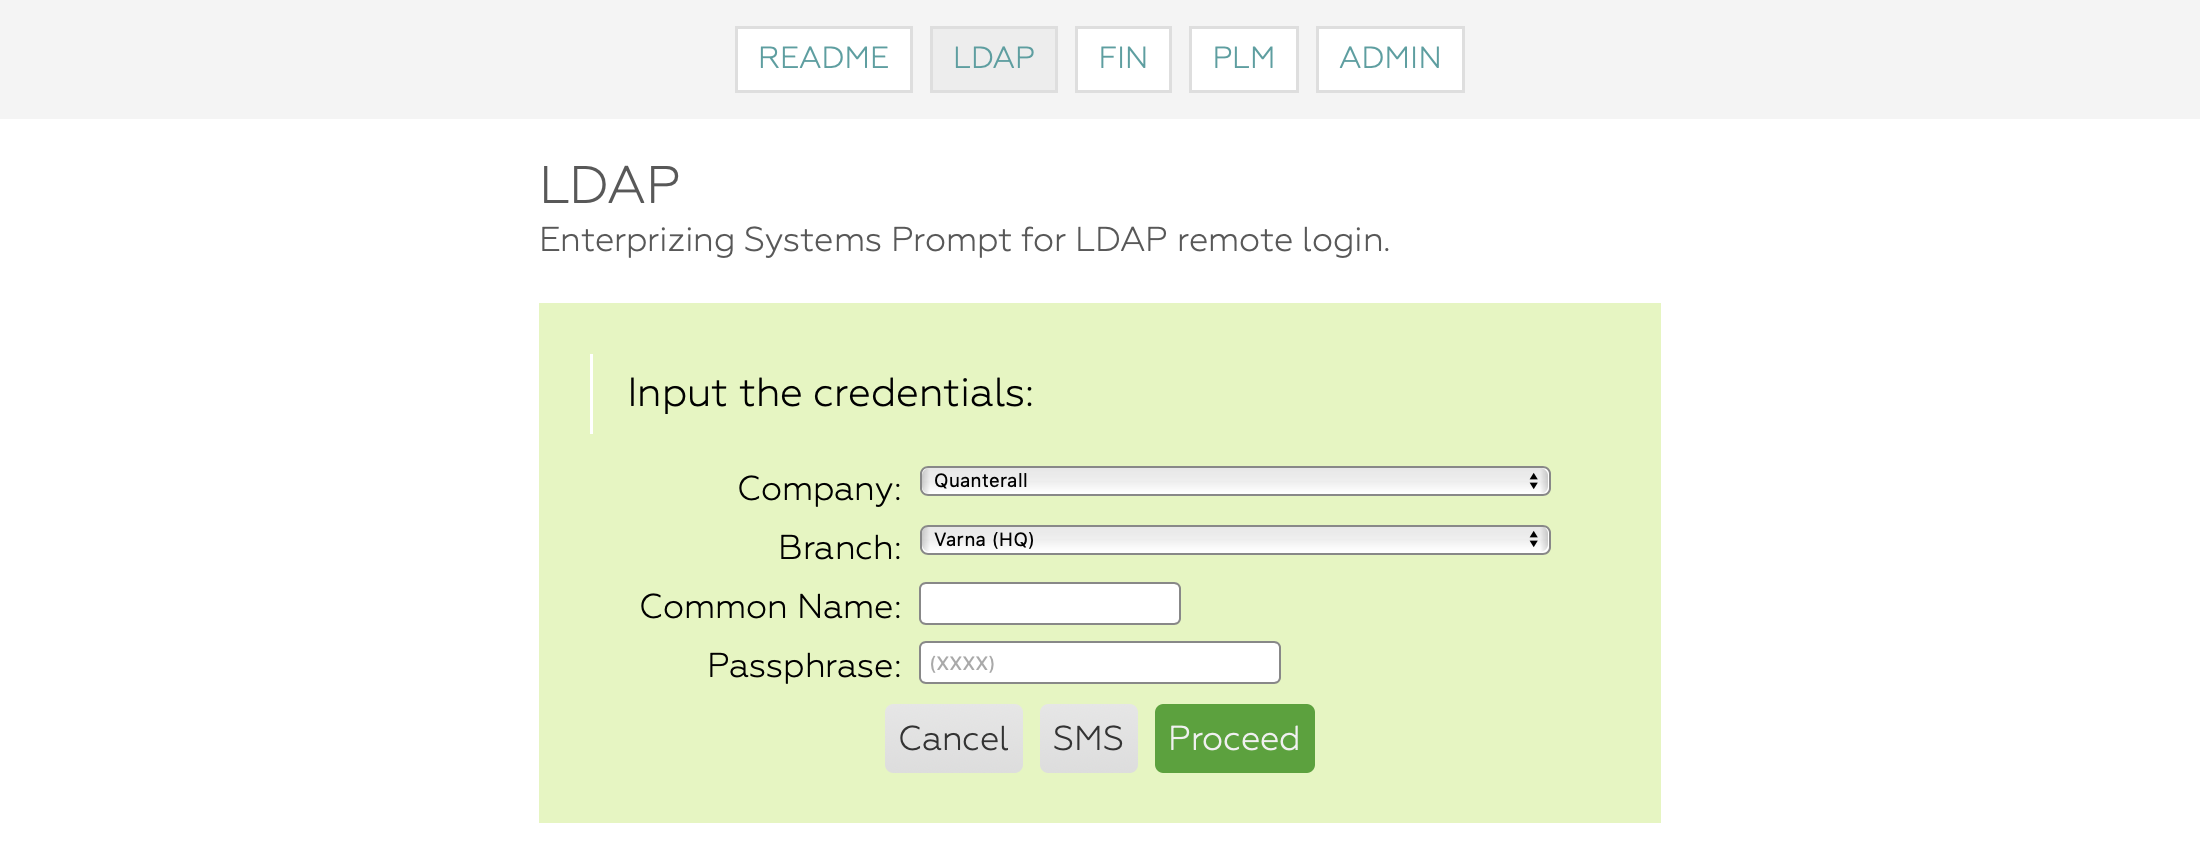 README LDAP FIN PLM ADMIN
LDAP
Enterprizing Systems Prompt for LDAP remote login.
Input the credentials:
Company: Quanterall
Branch: Varna (HQ)
Common Name:
Passphrase: (XXXX)
Cancel SMS Proceed